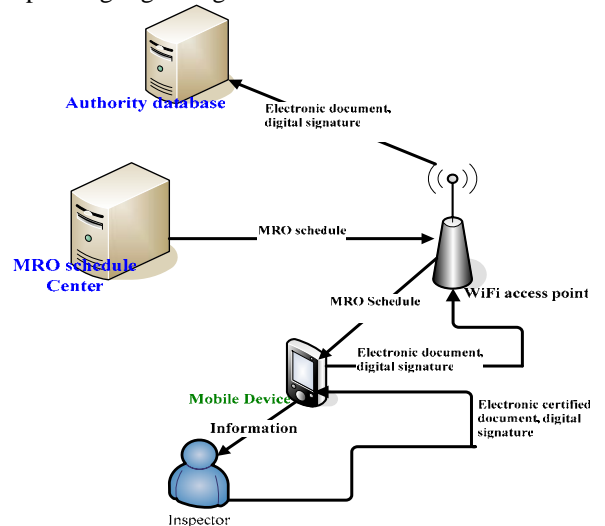 Authority database
Electronic document,
digital signature
MRO schedule
MRO schedule
Center
WiFi access point
MRO Schedule
Electronic document,
digital signature
Mobile Device
Electronic certified
document, digital
signature
Information
Inspector